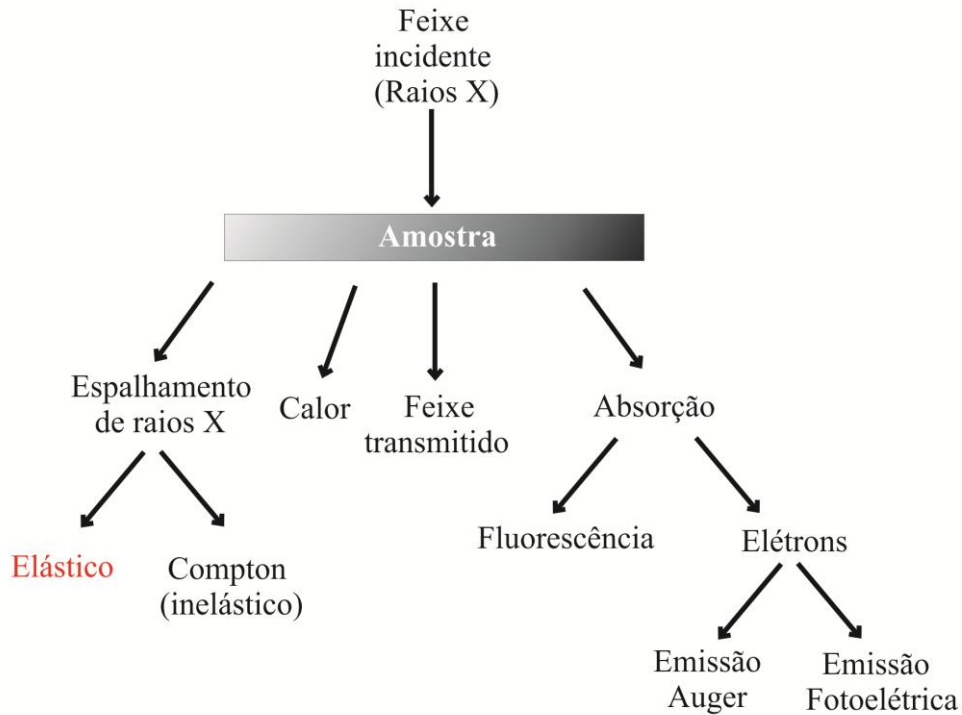 Feixe
incidente
(Raios X)
Amostra
Espalhamento
de raios X
Calor
Feixe
transmitido
Absorção
Elástico
Compton
(inelástico)
Fluorescência
Elétrons
Emissão
Auger
Emissão
Fotoelétrica